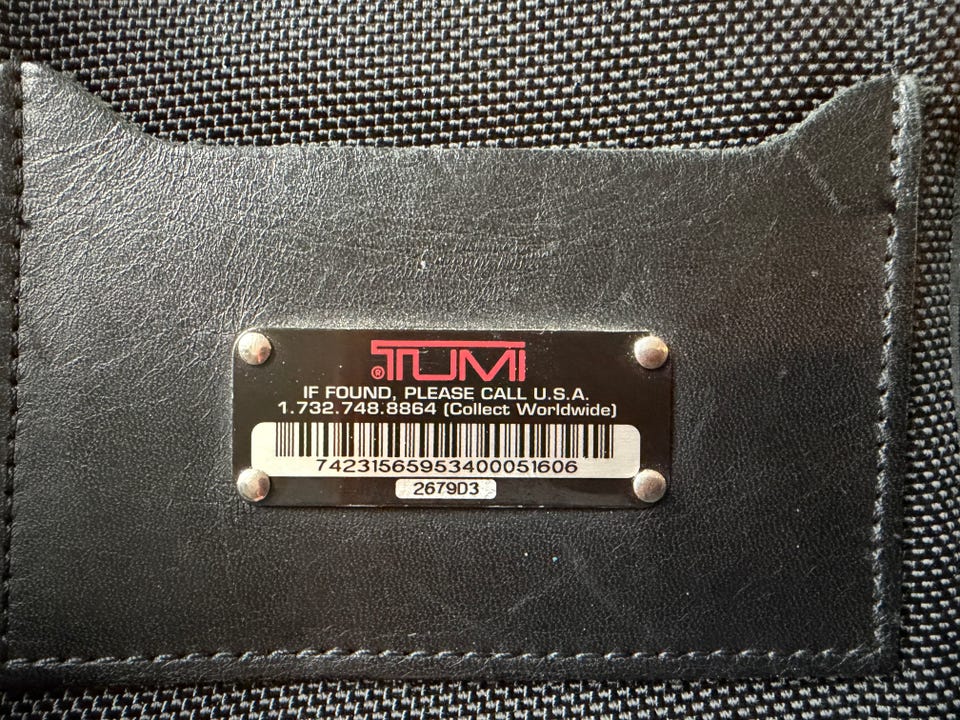 TUMI®
IF FOUND, PLEASE CALL U.S.A.
1.732.748.8864 (Collect Worldwide)
74231565953400051606
2679D3